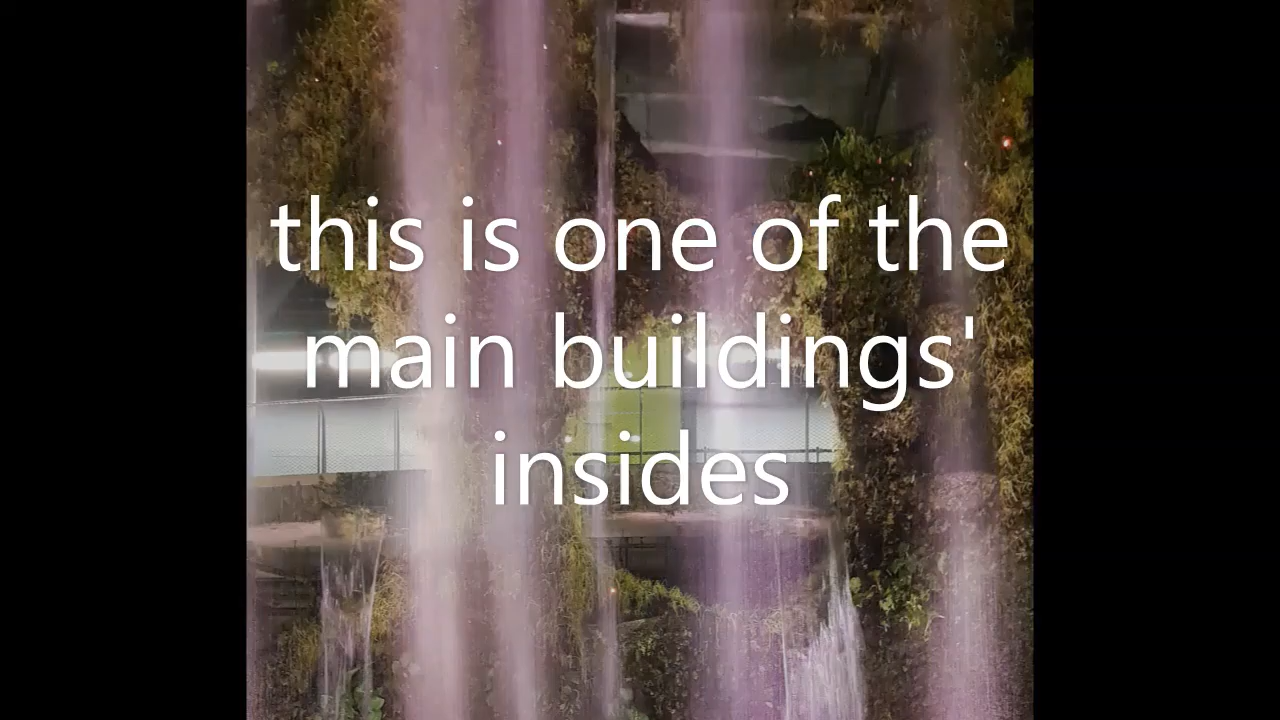 this is one of the
main buildings'
insides